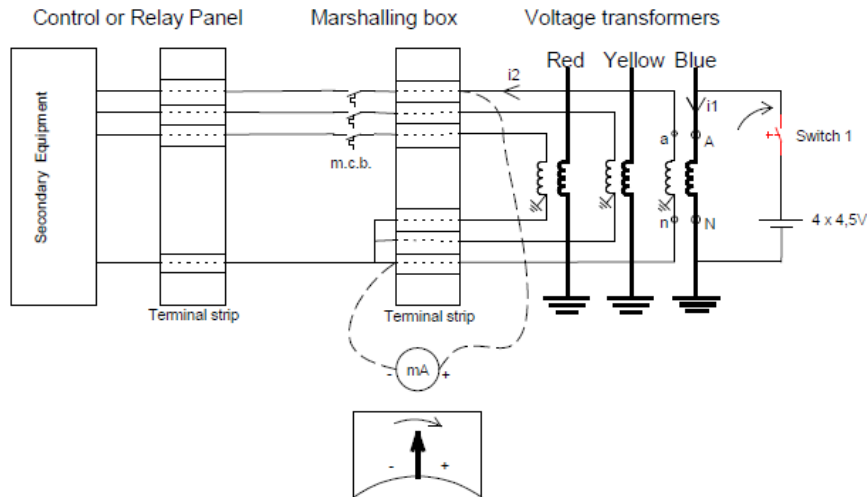 Control or Relay Panel
Marshalling box
Voltage transformers
Red
Yellow
Blue
i2
i1
Secondary Equipment
a
A
Switch 1
m.c.b.
n
N
4 x 4,5V
Terminal strip
Terminal strip
- mA +
- +